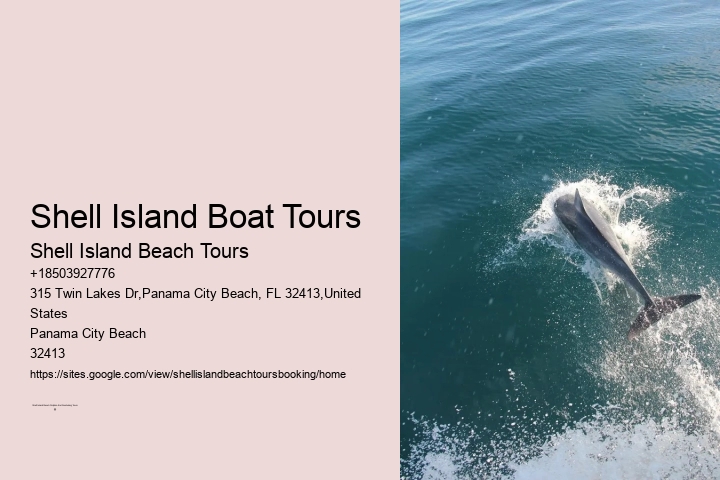 Shell Island Boat Tours
Shell Island Beach Tours
+18503927776
315 Twin Lakes Dr,Panama City Beach, FL 32413,United
States
Panama City Beach
32413
https://sites.google.com/view/shellislandbeachtoursbooking/home